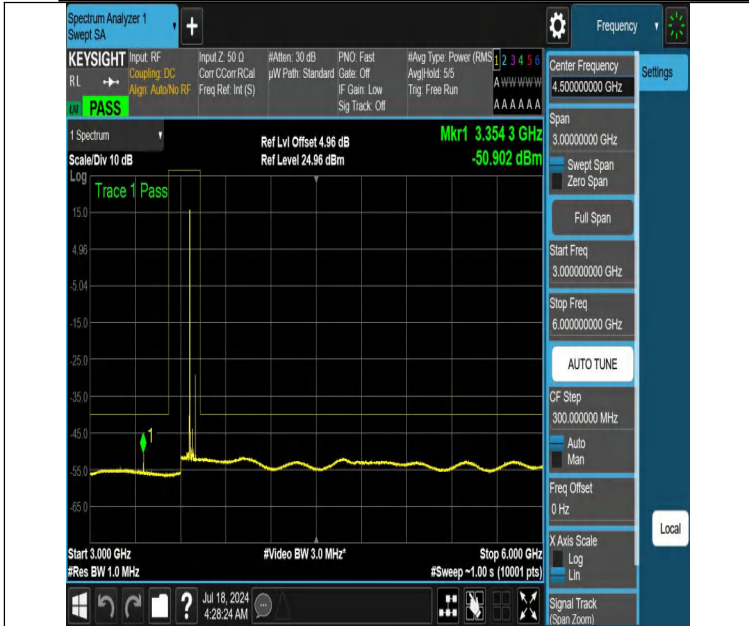 Spectrum Analyzer 1
Swept SA
Frequency
KEYSIGHT
RL
LXI
PASS
Input: RF
Coupling: DC
Align: Auto/No RF
Input Z: 50 Ω
Corr CCorr RCal
Freq Ref: Int (S)
#Atten: 30 dB
µW Path: Standard
PNO: Fast
Gate: Off
IF Gain: Low
Sig Track: Off
#Avg Type: Power (RMS
Avg|Hold: 5/5
Trig: Free Run
1 2 3 4 5 6
A W W W W W
A A A A A A
1 Spectrum
Scale/Div 10 dB
Ref Lvl Offset 4.96 dB
Ref Level 24.96 dBm
Mkr1 3.354 3 GHz
-50.902 dBm
Log
Trace 1 Pass
15.0
4.96
-5.04
-15.0
-25.0
-35.0
-45.0
-55.0
-65.0
1
Start 3.000 GHz
#Res BW 1.0 MHz
#Video BW 3.0 MHz*
Stop 6.000 GHz
#Sweep ~1.00 s (10001 pts)
Jul 18, 2024
4:28:24 AM
Center Frequency
4.500000000 GHz
Settings
Span
3.00000000 GHz
Swept Span
Zero Span
Full Span
Start Freq
3.000000000 GHz
Stop Freq
6.000000000 GHz
AUTO TUNE
CF Step
300.000000 MHz
Auto
Man
Freq Offset
0 Hz
Local
X Axis Scale
Log
Lin
Signal Track
(Span Zoom)